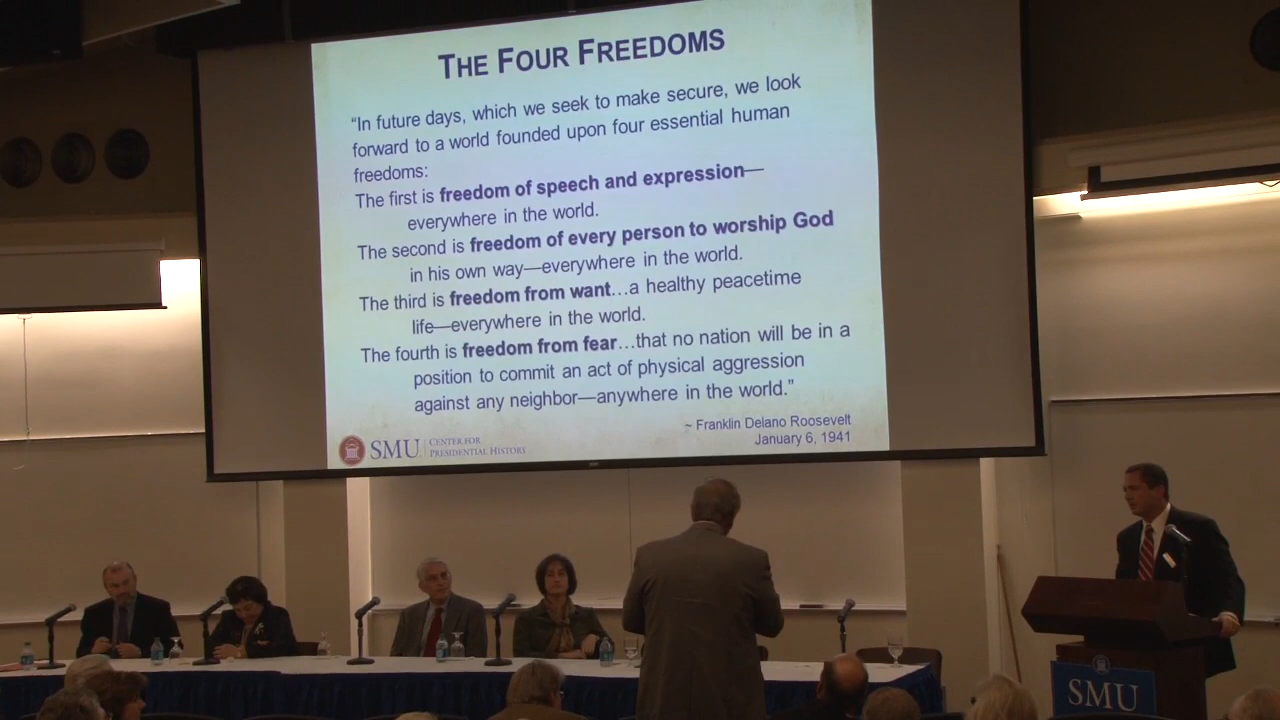 THE FOUR FREEDOMS
“In future days, which we seek to make secure, we look
forward to a world founded upon four essential human
freedoms:
The first is freedom of speech and expression—
everywhere in the world.
The second is freedom of every person to worship God
in his own way—everywhere in the world.
The third is freedom from want…a healthy peacetime
life—everywhere in the world.
The fourth is freedom from fear…that no nation will be in a
position to commit an act of physical aggression
against any neighbor—anywhere in the world.”
~ Franklin Delano Roosevelt
January 6, 1941
SMU CENTER FOR
PRESIDENTIAL HISTORY
SMU